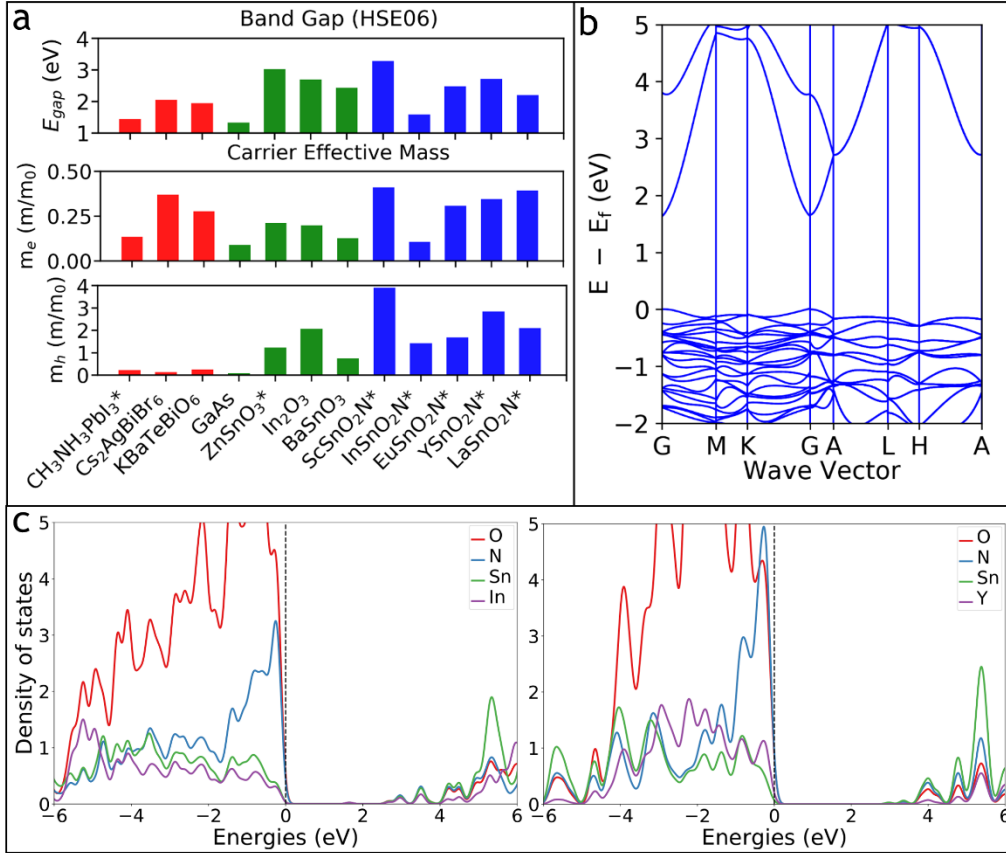 a
Band Gap (HSE06)
E_gap (eV)
3
2
1
Carrier Effective Mass
m_e (m/m_0)
0.50
0.25
0.00
m_h (m/m_0)
4
3
2
1
0
CH₃NH₃PbI₃*
Cs₂AgBiBr₆
KBaTeBiO₆
GaAs
ZnSnO₃*
In₂O₃
BaSnO₃
ScSnO₂N*
InSnO₂N*
EuSnO₂N*
YSnO₂N*
LaSnO₂N*
b
E − E_f (eV)
5
4
3
2
1
0
−1
−2
G M K G A L H A
Wave Vector
c
Density of states
5
4
3
2
1
0
−6 −4 −2 0 2 4 6
Energies (eV)
O
N
Sn
In
5
4
3
2
1
0
−6 −4 −2 0 2 4 6
Energies (eV)
O
N
Sn
Y